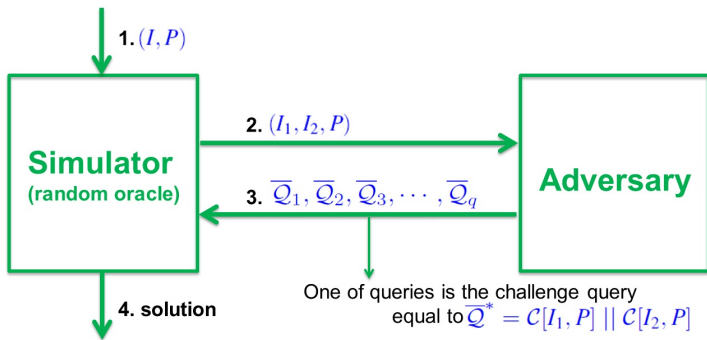 1. (I, P)
2. (I₁, I₂, P)
Simulator
(random oracle)
Adversary
3. Q̅₁, Q̅₂, Q̅₃, ⋯ , Q̅_q
4. solution
One of queries is the challenge query
equal to Q̅* = C[I₁, P] || C[I₂, P]